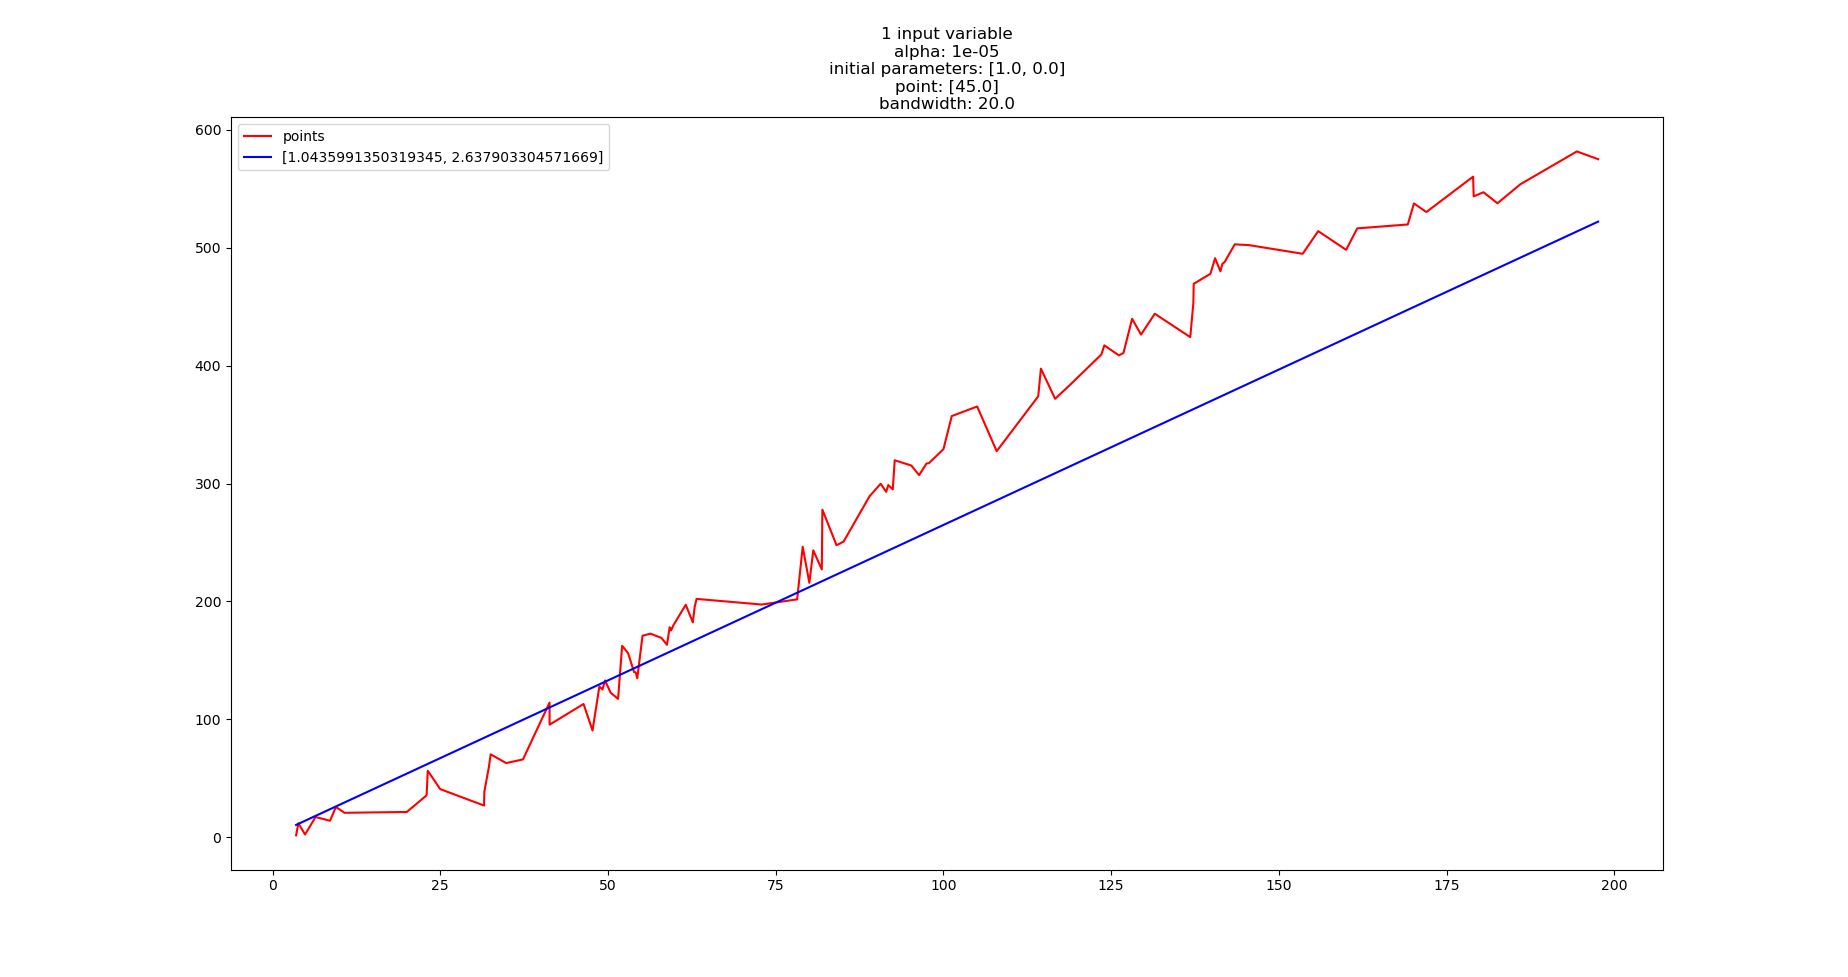 1 input variable
alpha: 1e-05
initial parameters: [1.0, 0.0]
point: [45.0]
bandwidth: 20.0
points
[1.0435991350319345, 2.637903304571669]
600
500
400
300
200
100
0
0 25 50 75 100 125 150 175 200